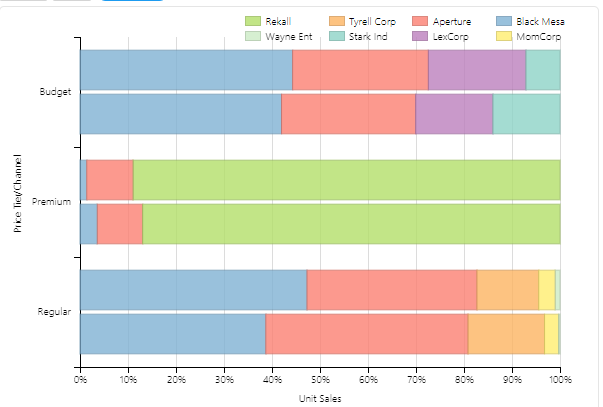 Rekall Tyrell Corp Aperture Black Mesa
Wayne Ent Stark Ind LexCorp MomCorp
Budget
Premium
Regular
Price Tier/Channel
0% 10% 20% 30% 40% 50% 60% 70% 80% 90% 100%
Unit Sales